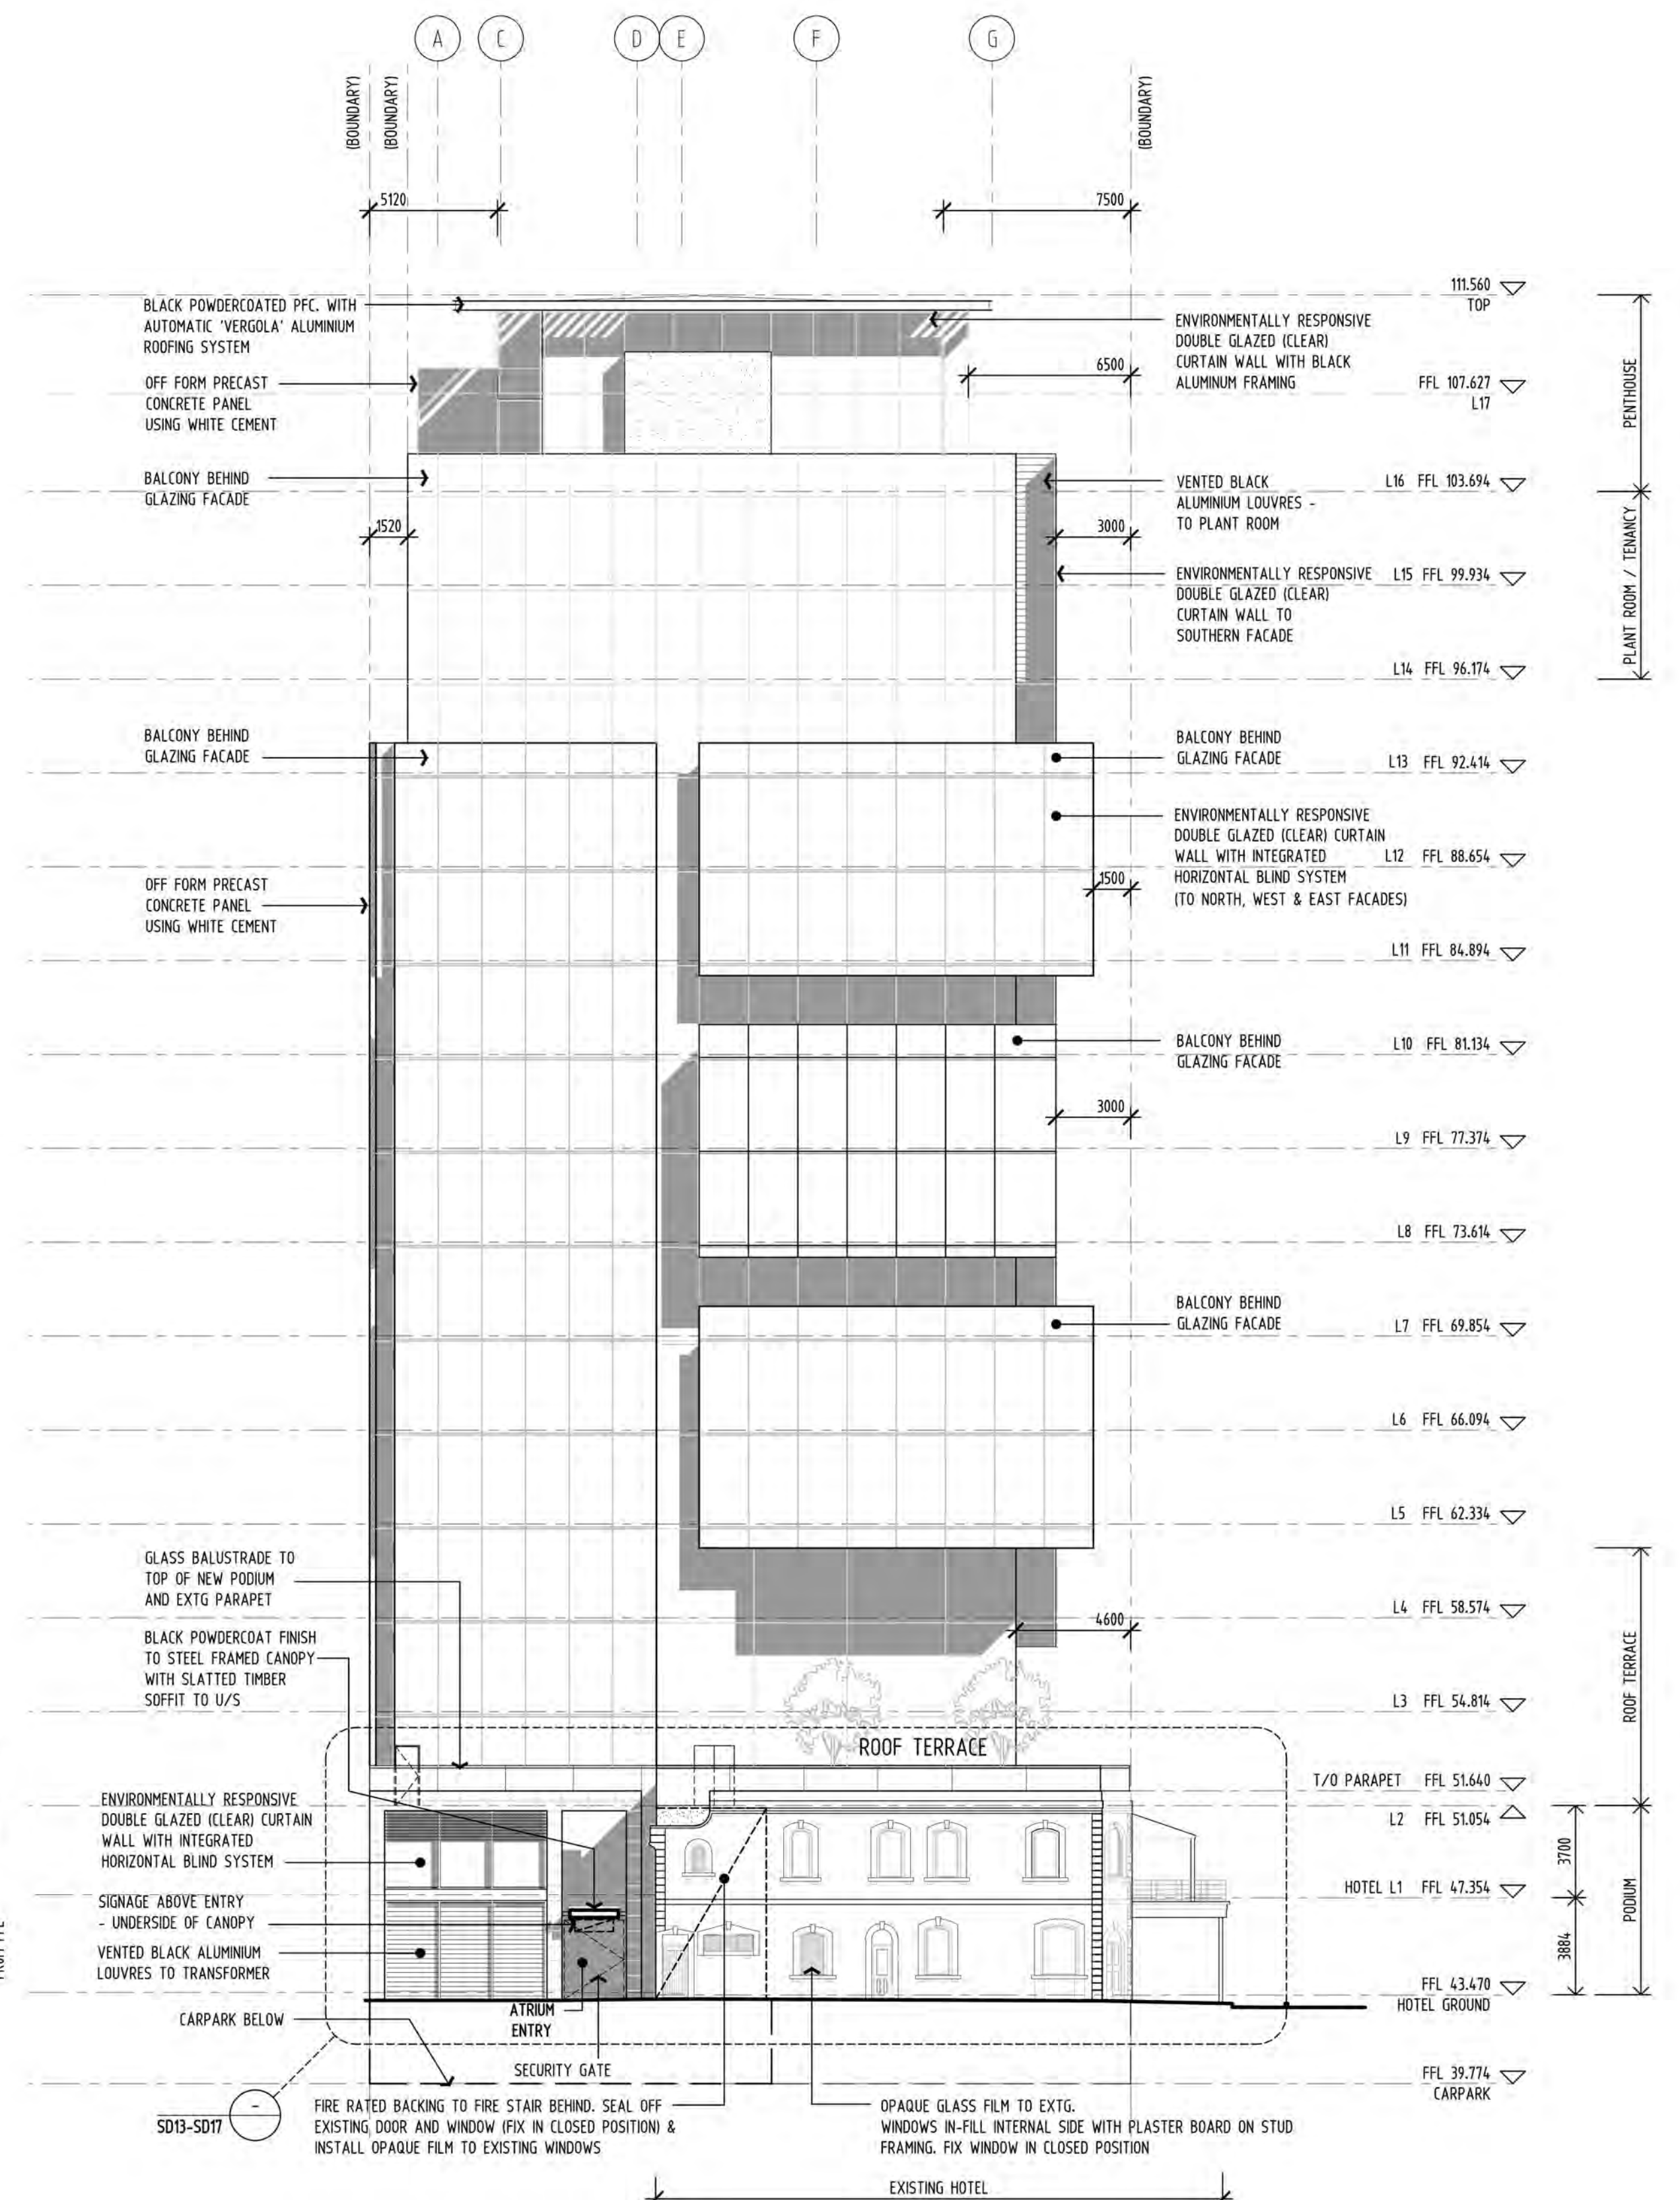 A
C
D
E
F
G
(BOUNDARY)
(BOUNDARY)
(BOUNDARY)
5120
7500
BLACK POWDERCOATED PFC. WITH
AUTOMATIC 'VERGOLA' ALUMINIUM
ROOFING SYSTEM
OFF FORM PRECAST
CONCRETE PANEL
USING WHITE CEMENT
BALCONY BEHIND
GLAZING FACADE
1520
BALCONY BEHIND
GLAZING FACADE
OFF FORM PRECAST
CONCRETE PANEL
USING WHITE CEMENT
GLASS BALUSTRADE TO
TOP OF NEW PODIUM
AND EXTG PARAPET
BLACK POWDERCOAT FINISH
TO STEEL FRAMED CANOPY
WITH SLATTED TIMBER
SOFFIT TO U/S
ENVIRONMENTALLY RESPONSIVE
DOUBLE GLAZED (CLEAR) CURTAIN
WALL WITH INTEGRATED
HORIZONTAL BLIND SYSTEM
SIGNAGE ABOVE ENTRY
- UNDERSIDE OF CANOPY
VENTED BLACK ALUMINIUM
LOUVRES TO TRANSFORMER
CARPARK BELOW
SD13-SD17
-
ATRIUM
ENTRY
SECURITY GATE
FIRE RATED BACKING TO FIRE STAIR BEHIND. SEAL OFF
EXISTING DOOR AND WINDOW (FIX IN CLOSED POSITION) &
INSTALL OPAQUE FILM TO EXISTING WINDOWS
OPAQUE GLASS FILM TO EXTG.
WINDOWS IN-FILL INTERNAL SIDE WITH PLASTER BOARD ON STUD
FRAMING. FIX WINDOW IN CLOSED POSITION
EXISTING HOTEL
ROOF TERRACE
ENVIRONMENTALLY RESPONSIVE
DOUBLE GLAZED (CLEAR)
CURTAIN WALL WITH BLACK
ALUMINUM FRAMING
6500
VENTED BLACK
ALUMINIUM LOUVRES -
TO PLANT ROOM
3000
ENVIRONMENTALLY RESPONSIVE
DOUBLE GLAZED (CLEAR)
CURTAIN WALL TO
SOUTHERN FACADE
BALCONY BEHIND
GLAZING FACADE
ENVIRONMENTALLY RESPONSIVE
DOUBLE GLAZED (CLEAR) CURTAIN
WALL WITH INTEGRATED
HORIZONTAL BLIND SYSTEM
(TO NORTH, WEST & EAST FACADES)
1500
BALCONY BEHIND
GLAZING FACADE
3000
BALCONY BEHIND
GLAZING FACADE
4600
111.560
TOP
FFL 107.627
L17
L16 FFL 103.694
L15 FFL 99.934
L14 FFL 96.174
L13 FFL 92.414
L12 FFL 88.654
L11 FFL 84.894
L10 FFL 81.134
L9 FFL 77.374
L8 FFL 73.614
L7 FFL 69.854
L6 FFL 66.094
L5 FFL 62.334
L4 FFL 58.574
L3 FFL 54.814
T/O PARAPET FFL 51.640
L2 FFL 51.054
HOTEL L1 FFL 47.354
FFL 43.470
HOTEL GROUND
FFL 39.774
CARPARK
3700
3884
PENTHOUSE
PLANT ROOM / TENANCY
ROOF TERRACE
PODIUM